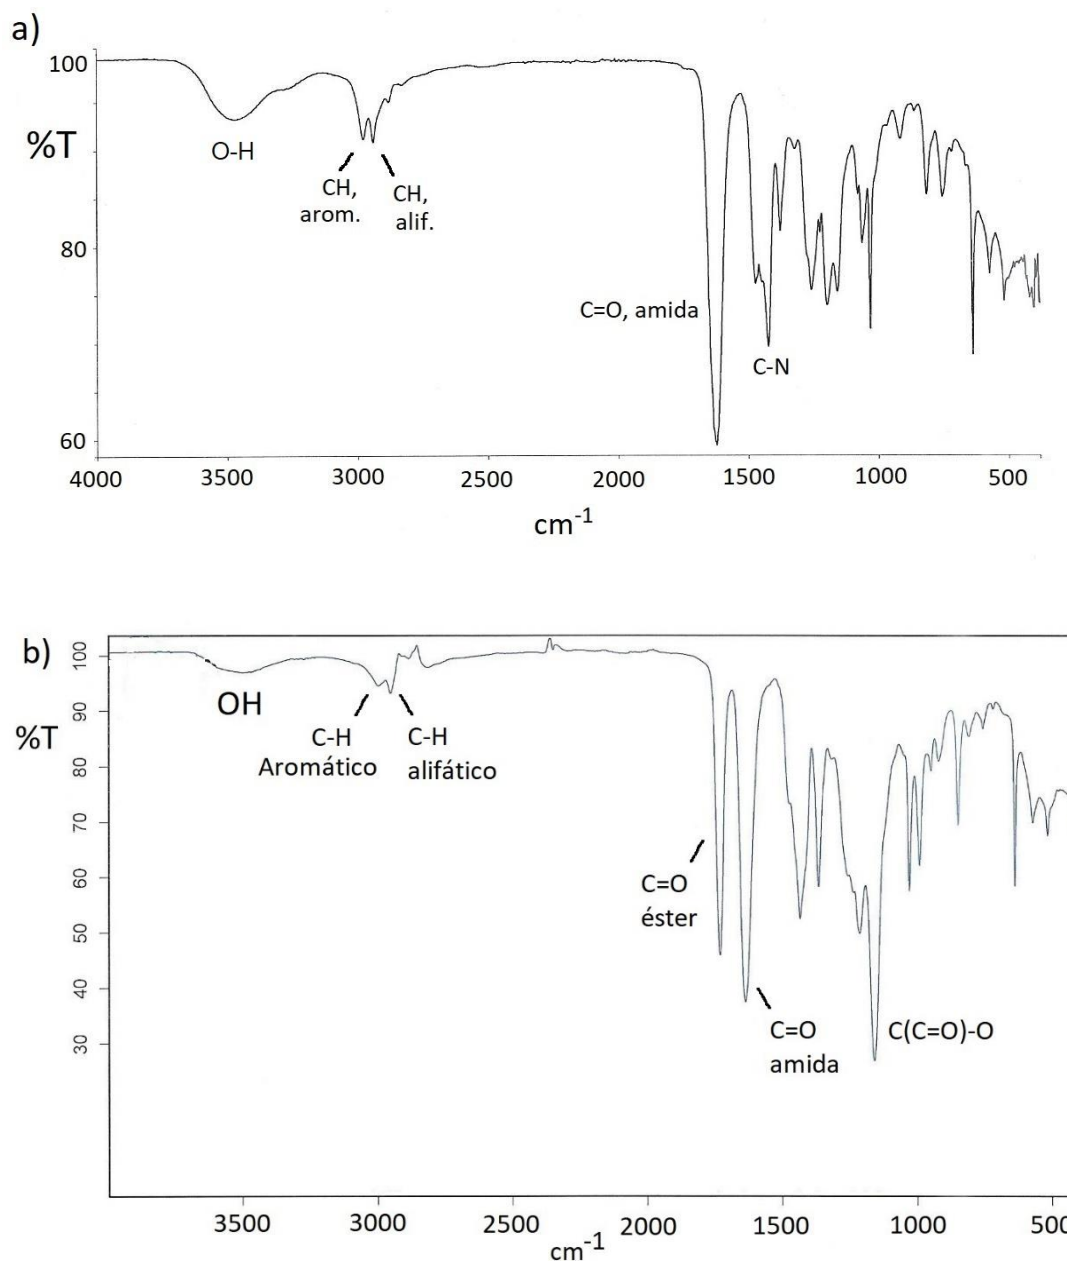 a)
100
%T
O-H
CH,
arom.
CH,
alif.
80
C=O, amida
C-N
60
4000 3500 3000 2500 2000 1500 1000 500
cm-1
b)
100
%T
90
80
70
60
50
40
30
OH
C-H
Aromático
C-H
alifático
C=O
éster
C=O
amida
C(C=O)-O
3500 3000 2500 2000 1500 1000 500
cm-1